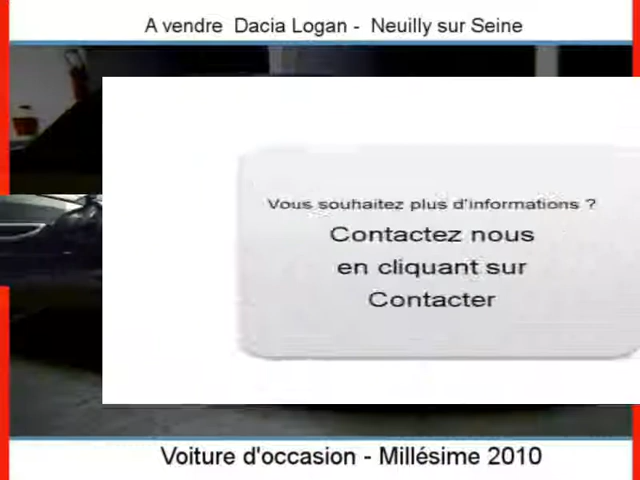 A vendre Dacia Logan - Neuilly sur Seine
Vous souhaitez plus d'informations ?
Contactez nous
en cliquant sur
Contacter
Voiture d'occasion - Millésime 2010